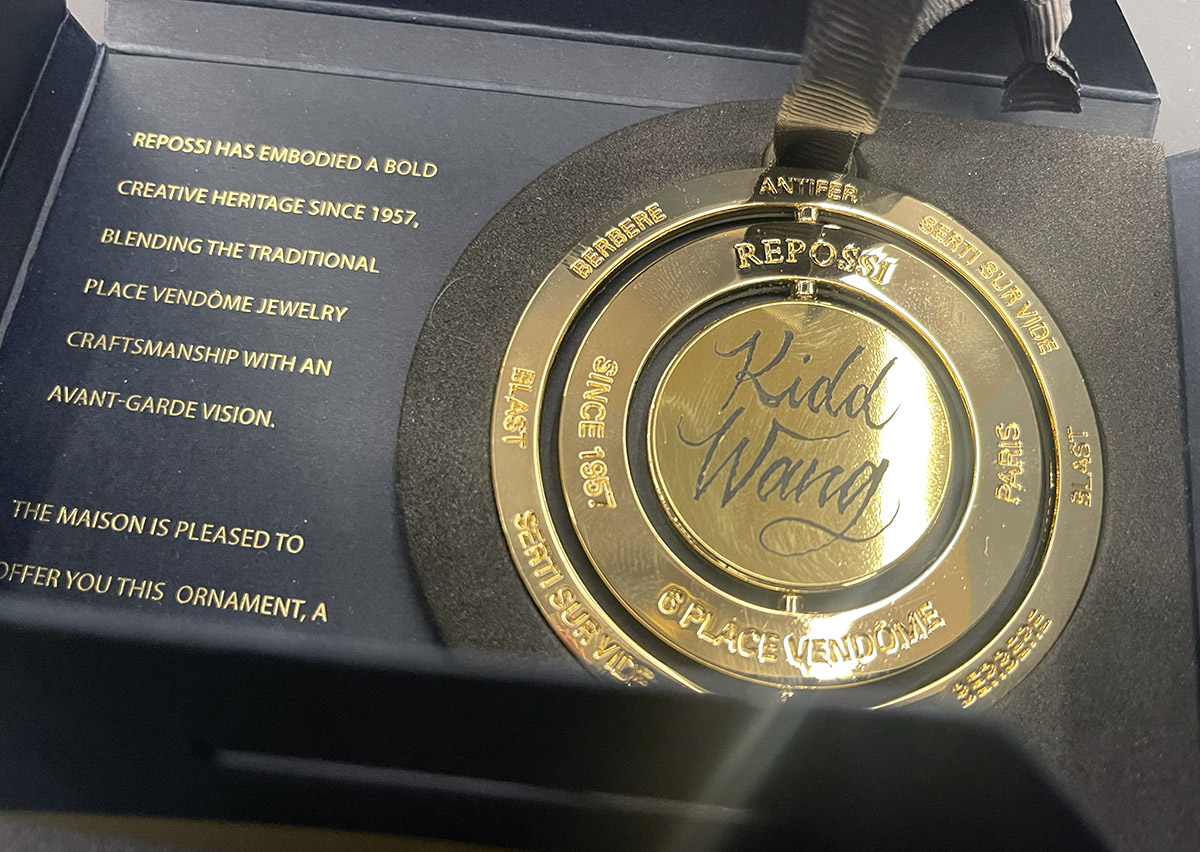 REPOSSI HAS EMBODIED A BOLD
CREATIVE HERITAGE SINCE 1957,
BLENDING THE TRADITIONAL
PLACE VENDÔME JEWELRY
CRAFTSMANSHIP WITH AN
AVANT-GARDE VISION.
THE MAISON IS PLEASED TO
OFFER YOU THIS ORNAMENT, A
ANTIFER
SERTI SUR VIDE
BLAST
BERBERE
SERTI SUR VIDE
BLAST
BERBERE
REPOSSI
PARIS
6 PLACE VENDÔME
SINCE 1957
Kidd
Wang